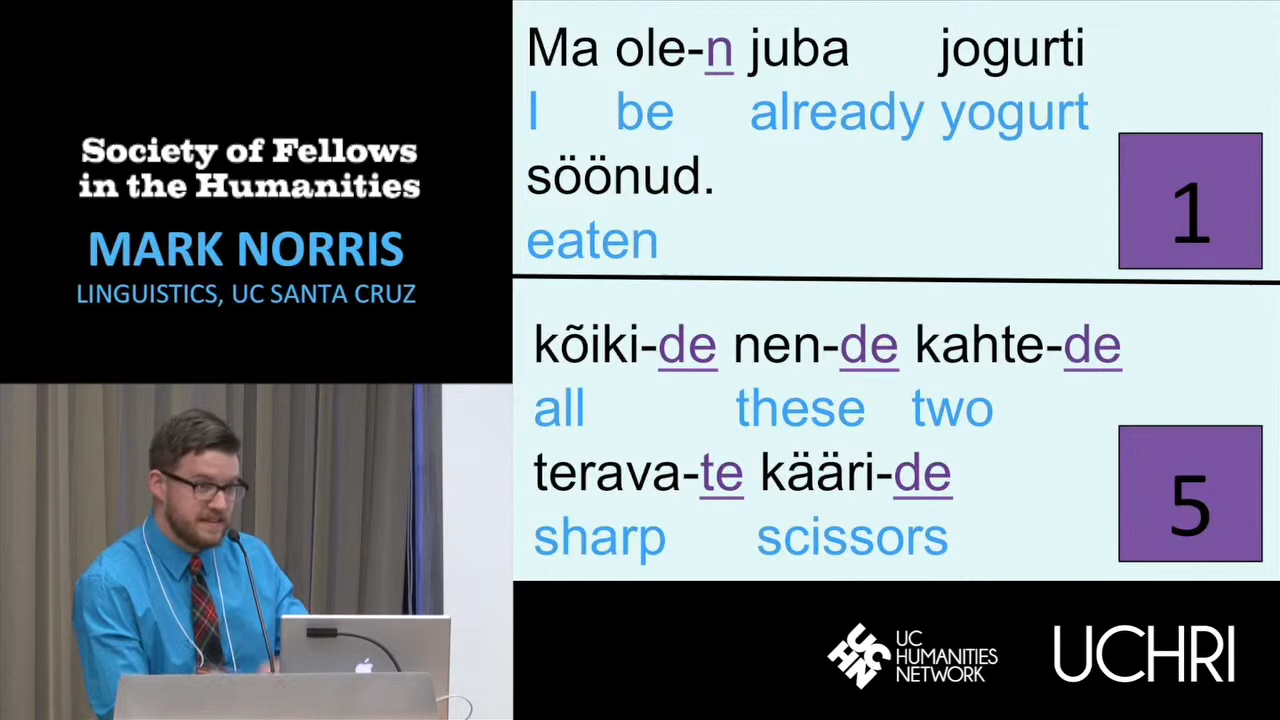 Society of Fellows
in the Humanities
MARK NORRIS
LINGUISTICS, UC SANTA CRUZ
Ma ole-n juba jogurti
I be already yogurt
söönud.
eaten
1
kõiki-de nen-de kahte-de
all these two
terava-te kääri-de
sharp scissors
5
UCHN
UC
HUMANITIES
NETWORK
UCHRI